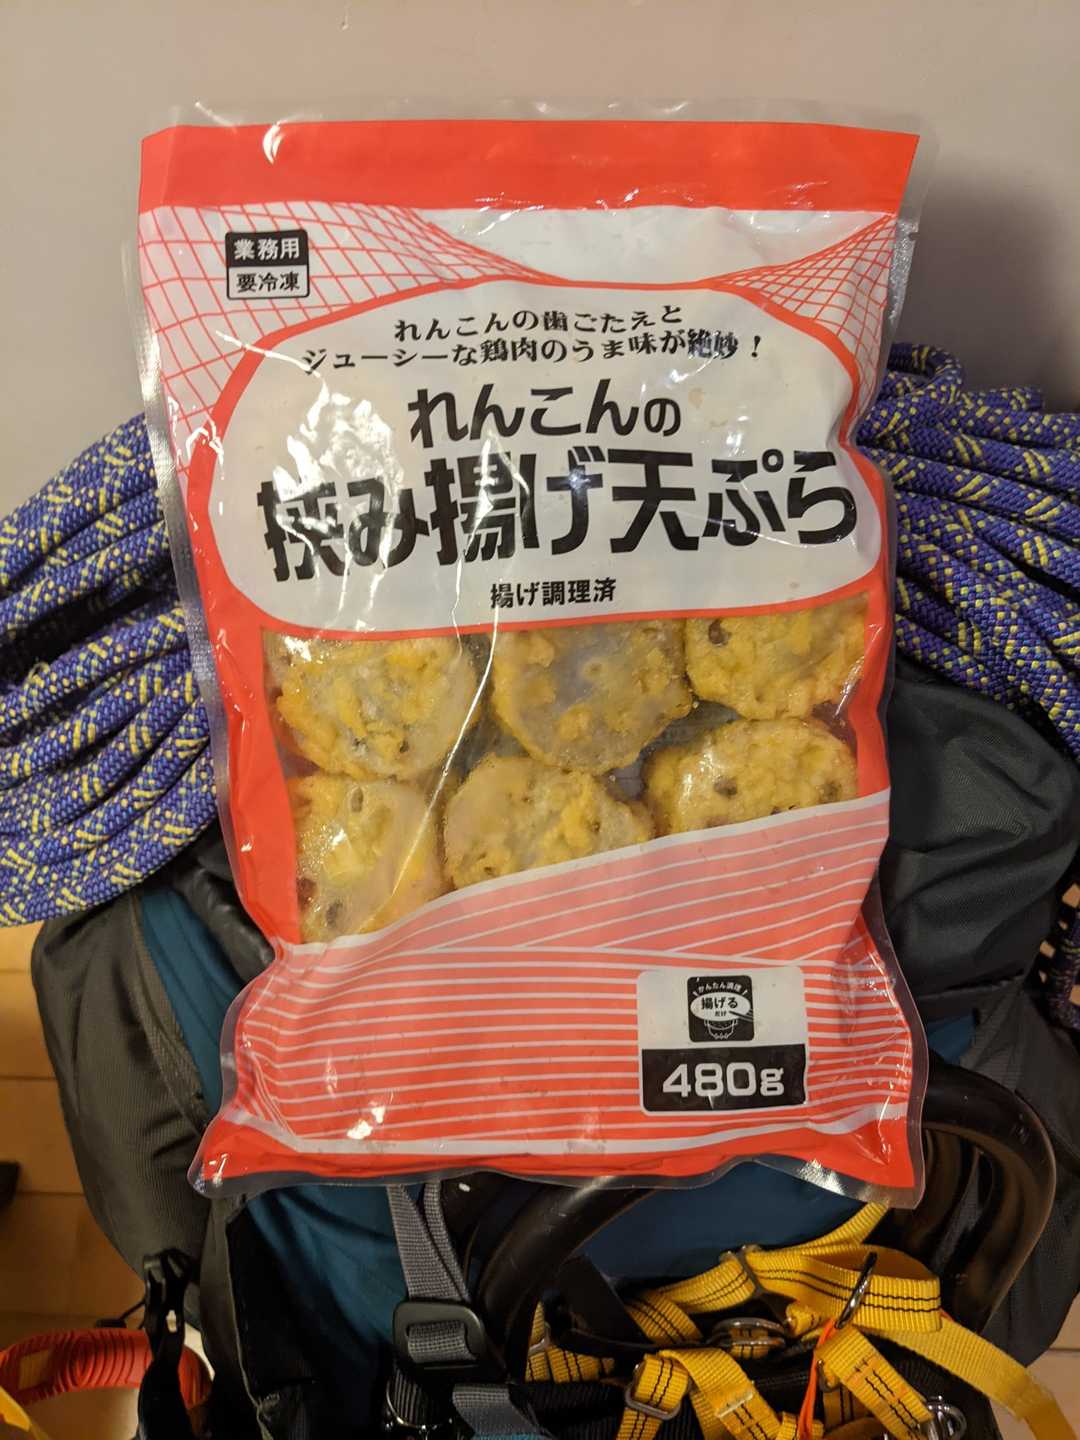 業務用
要冷凍
れんこんの歯ごたえと
ジューシーな鶏肉のうま味が絶妙！
れんこんの
挟み揚げ天ぷら
揚げ調理済
かんたん調理！
揚げる
だけ
480g